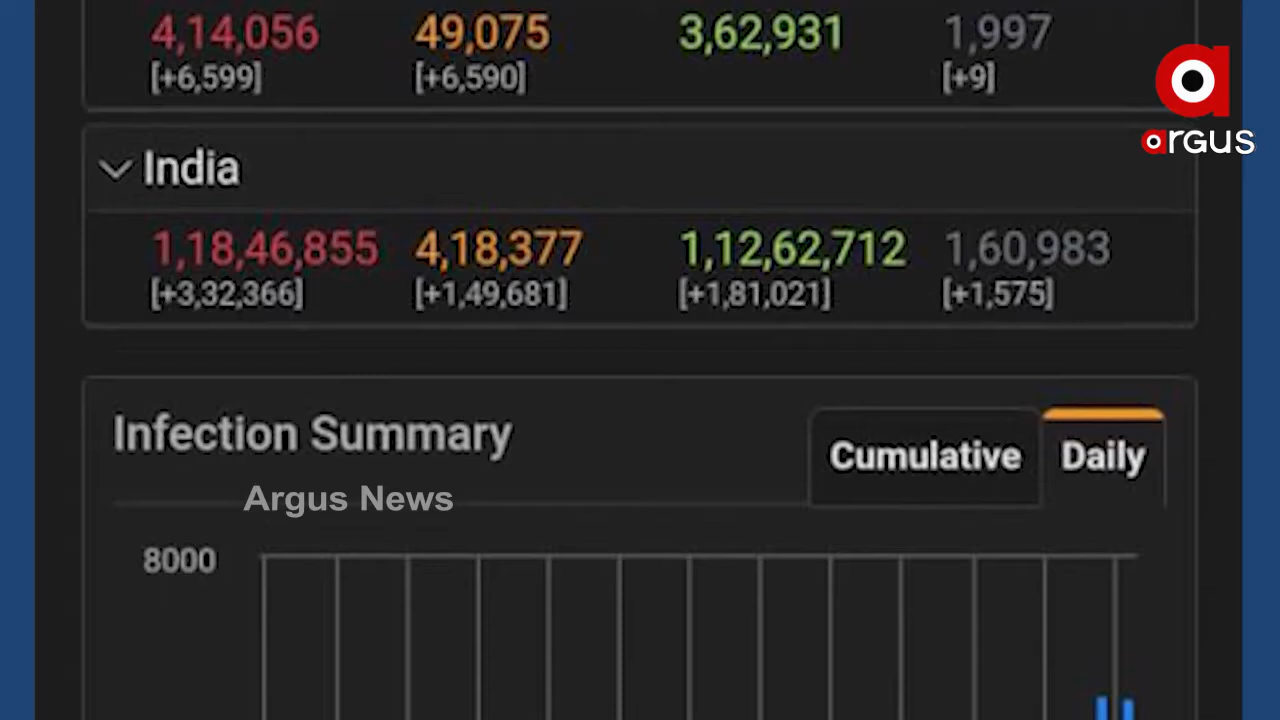 4,14,056 49,075 3,62,931 1,997
[+6,599] [+6,590] [+9]
argus
India
1,18,46,855 4,18,377 1,12,62,712 1,60,983
[+3,32,366] [+1,49,681] [+1,81,021] [+1,575]
Infection Summary
Cumulative Daily
Argus News
8000